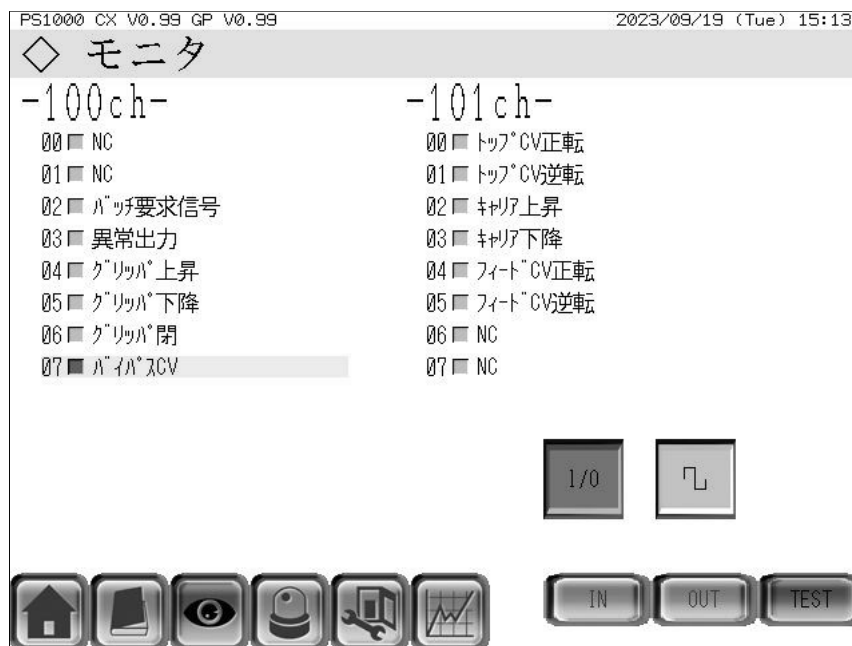 PS1000 CX V0.99 GP V0.99
2023/09/19 (Tue) 15:13
◇ モニタ
-100ch-
00 NC
01 NC
02 ﾊﾞｯﾁ要求信号
03 異常出力
04 ｸﾞﾘｯﾊﾟ上昇
05 ｸﾞﾘｯﾊﾟ下降
06 ｸﾞﾘｯﾊﾟ閉
07 ﾊﾞｲﾊﾟｽCV
-101ch-
00 ﾄｯﾌﾟCV正転
01 ﾄｯﾌﾟCV逆転
02 ｷｬﾘｱ上昇
03 ｷｬﾘｱ下降
04 ﾌｨｰﾄﾞCV正転
05 ﾌｨｰﾄﾞCV逆転
06 NC
07 NC
1/0
IN
OUT
TEST